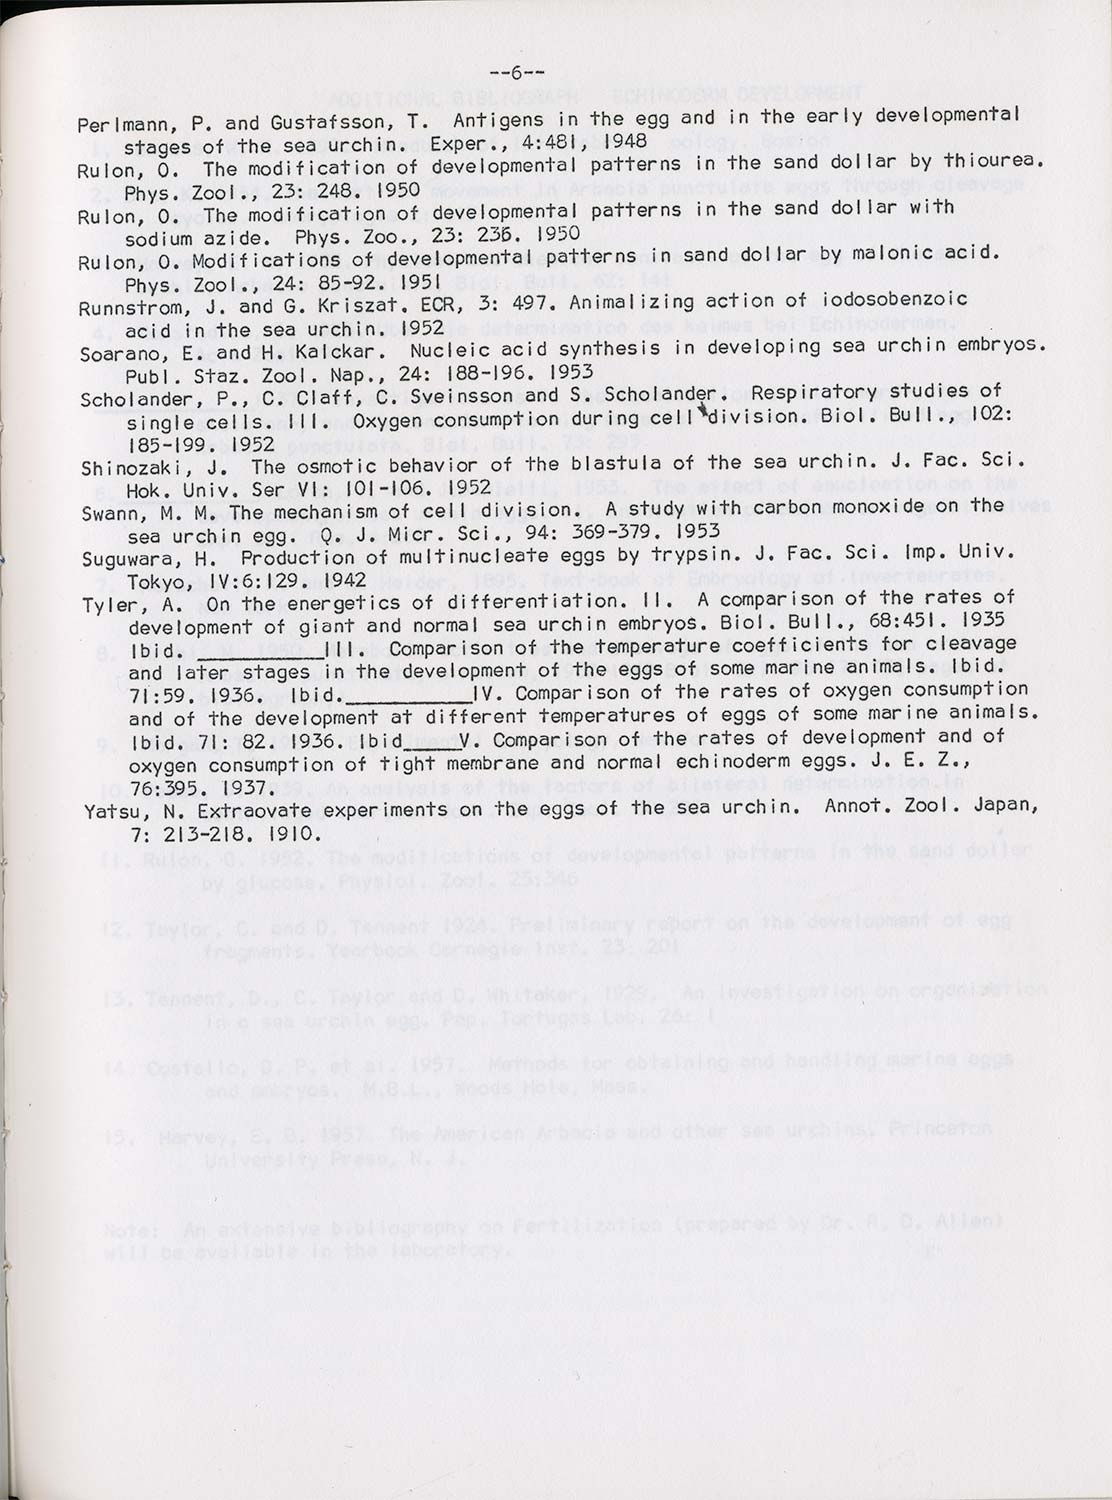 --6--
Perlmann, P. and Gustafsson, T. Antigens in the egg and in the early developmental
stages of the sea urchin. Exper., 4:481, 1948
Rulon, O. The modification of developmental patterns in the sand dollar by thiourea.
Phys. Zool., 23: 248. 1950
Rulon, O. The modification of developmental patterns in the sand dollar with
sodium azide. Phys. Zoo., 23: 236. 1950
Rulon, O. Modifications of developmental patterns in sand dollar by malonic acid.
Phys. Zool., 24: 85-92. 1951
Runnstrom, J. and G. Kriszat. ECR, 3: 497. Animalizing action of iodosobenzoic
acid in the sea urchin. 1952
Soarano, E. and H. Kalckar. Nucleic acid synthesis in developing sea urchin embryos.
Publ. Staz. Zool. Nap., 24: 188-196. 1953
Scholander, P., C. Claff, C. Sveinsson and S. Scholander. Respiratory studies of
single cells. III. Oxygen consumption during cell division. Biol. Bull., 102:
185-199. 1952
Shinozaki, J. The osmotic behavior of the blastula of the sea urchin. J. Fac. Sci.
Hok. Univ. Ser VI: 101-106. 1952
Swann, M. M. The mechanism of cell division. A study with carbon monoxide on the
sea urchin egg. Q. J. Micr. Sci., 94: 369-379. 1953
Suguwara, H. Production of multinucleate eggs by trypsin. J. Fac. Sci. Imp. Univ.
Tokyo, IV:6:129. 1942
Tyler, A. On the energetics of differentiation. II. A comparison of the rates of
development of giant and normal sea urchin embryos. Biol. Bull., 68:451. 1935
Ibid. __________III. Comparison of the temperature coefficients for cleavage
and later stages in the development of the eggs of some marine animals. Ibid.
71:59. 1936. Ibid.__________IV. Comparison of the rates of oxygen consumption
and of the development at different temperatures of eggs of some marine animals.
Ibid. 71: 82. 1936. Ibid____V. Comparison of the rates of development and of
oxygen consumption of tight membrane and normal echinoderm eggs. J. E. Z.,
76:395. 1937.
Yatsu, N. Extraovate experiments on the eggs of the sea urchin. Annot. Zool. Japan,
7: 213-218. 1910.